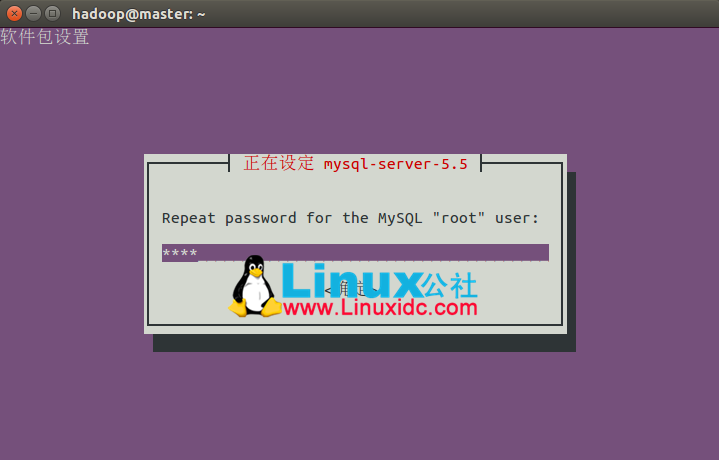 hadoop@master: ~
软件包设置
正在设定 mysql-server-5.5
Repeat password for the MySQL "root" user:
****
<确定>
Linux公社
www.Linuxidc.com